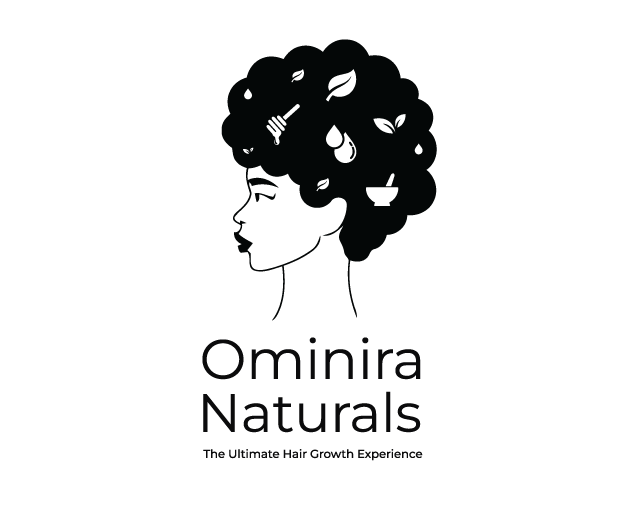 Ominira
Naturals
The Ultimate Hair Growth Experience